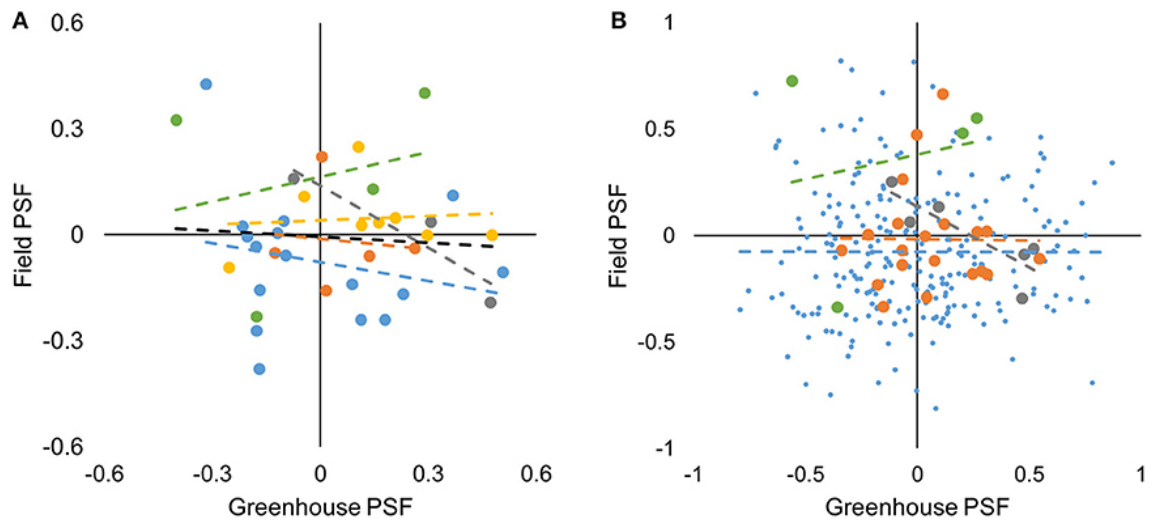 A
0.6
0.3
0
-0.3
-0.6
Field PSF
-0.6 -0.3 0 0.3 0.6
Greenhouse PSF
B
1
0.5
0
-0.5
-1
Field PSF
-1 -0.5 0 0.5 1
Greenhouse PSF